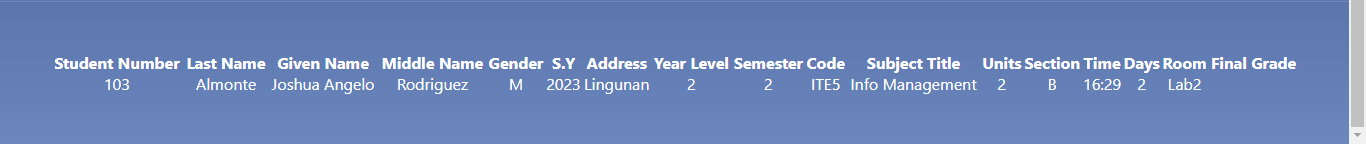 Student Number Last Name Given Name Middle Name Gender S.Y Address Year Level Semester Code Subject Title Units Section Time Days Room Final Grade
103 Almonte Joshua Angelo Rodriguez M 2023 Lingunan 2 2 ITE5 Info Management 2 B 16:29 2 Lab2